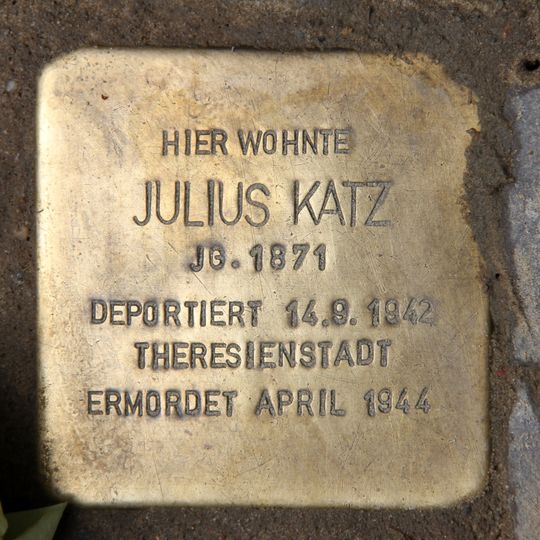 HIER WOHNTE
JULIUS KATZ
JG. 1871
DEPORTIERT 14.9.1942
THERESIENSTADT
ERMORDET APRIL 1944